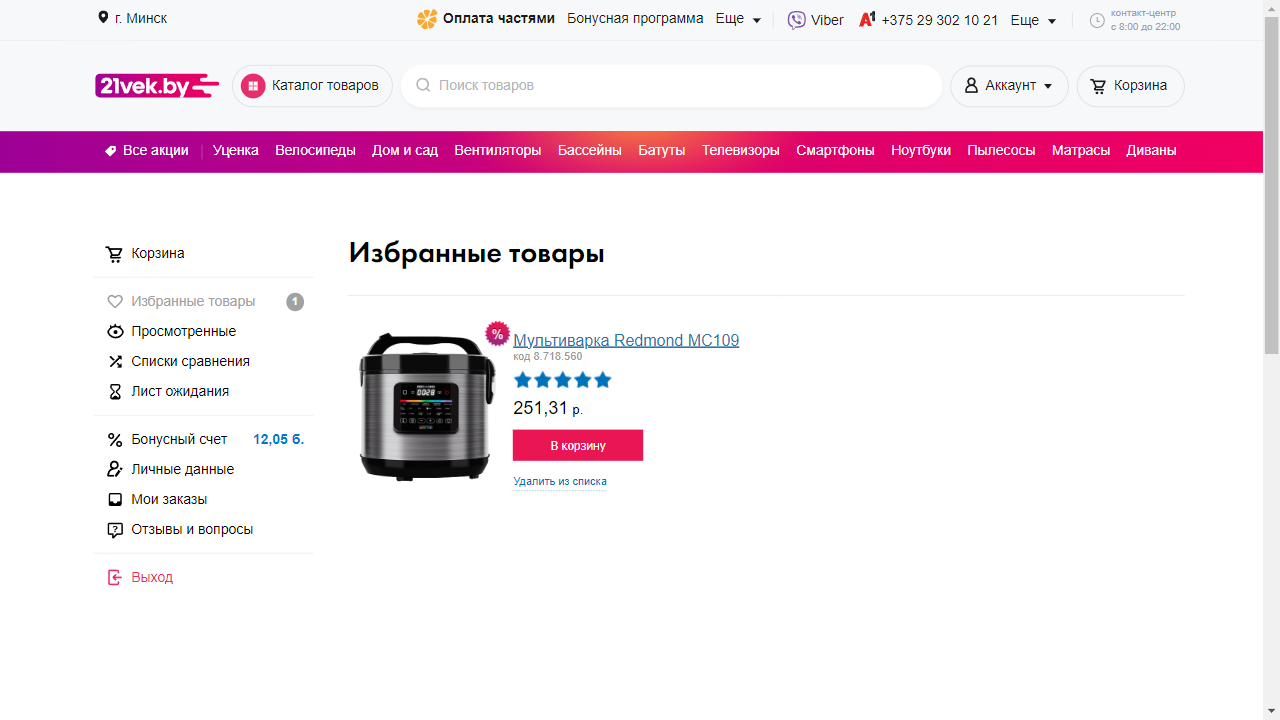 г. Минск
Оплата частями Бонусная программа Еще
Viber +375 29 302 10 21 Еще
контакт-центр
с 8:00 до 22:00
21vek.by Каталог товаров Поиск товаров Аккаунт Корзина
Все акции Уценка Велосипеды Дом и сад Вентиляторы Бассейны Батуты Телевизоры Смартфоны Ноутбуки Пылесосы Матрасы Диваны
Корзина
Избранные товары 1
Просмотренные
Списки сравнения
Лист ожидания
Бонусный счет 12,05 б.
Личные данные
Мои заказы
Отзывы и вопросы
Выход
Избранные товары
%
Мультиварка Redmond MC109
код 8.718.560
251,31 р.
В корзину
Удалить из списка